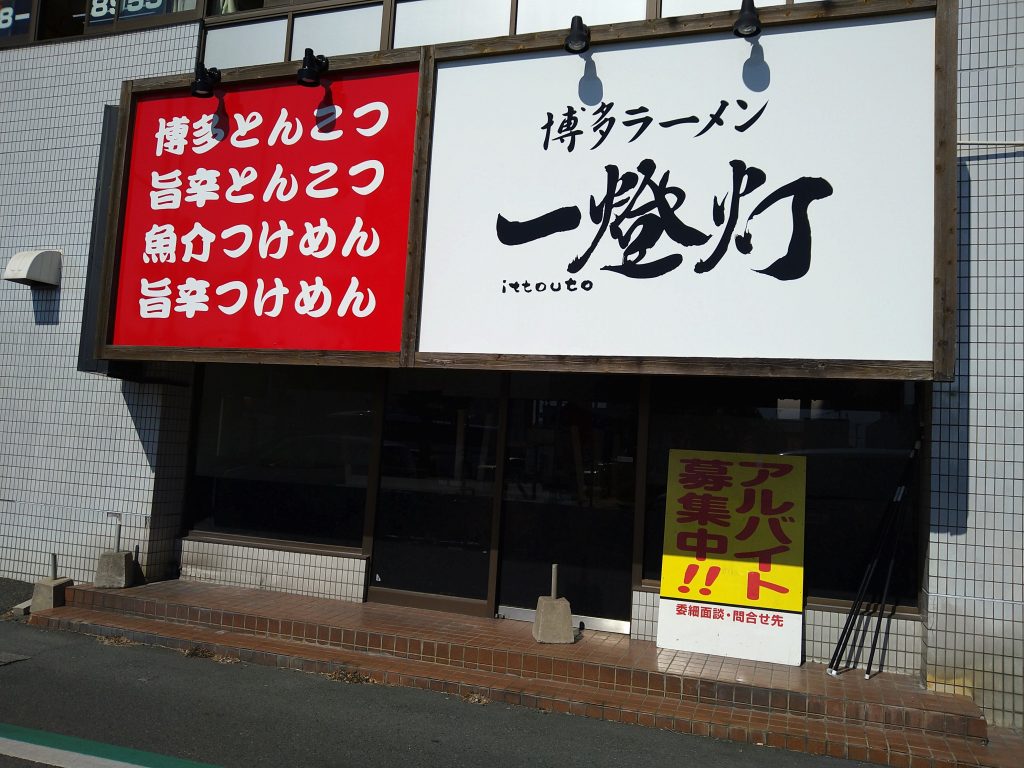 博多とんこつ
旨辛とんこつ
魚介つけめん
旨辛つけめん
博多ラーメン
一燈灯
ittouto
アルバイト
募集中!!
委細面談・問合せ先